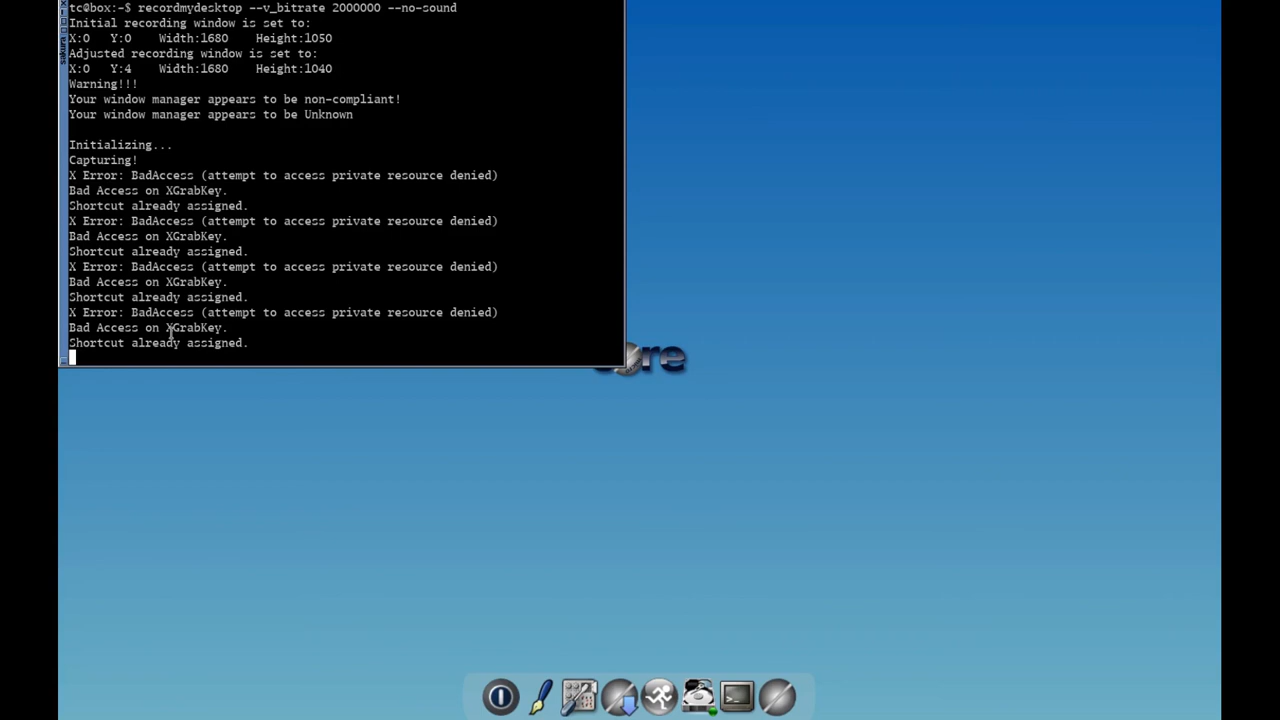 tc@box:~$ recordmydesktop --v_bitrate 2000000 --no-sound
Initial recording window is set to:
X:0   Y:0    Width:1680   Height:1050
Adjusted recording window is set to:
X:0   Y:4    Width:1680   Height:1040
Warning!!!
Your window manager appears to be non-compliant!
Your window manager appears to be Unknown
Initializing...
Capturing!
X Error: BadAccess (attempt to access private resource denied)
Bad Access on XGrabKey.
Shortcut already assigned.
X Error: BadAccess (attempt to access private resource denied)
Bad Access on XGrabKey.
Shortcut already assigned.
X Error: BadAccess (attempt to access private resource denied)
Bad Access on XGrabKey.
Shortcut already assigned.
X Error: BadAccess (attempt to access private resource denied)
Bad Access on XGrabKey.
Shortcut already assigned.
sakura
ore